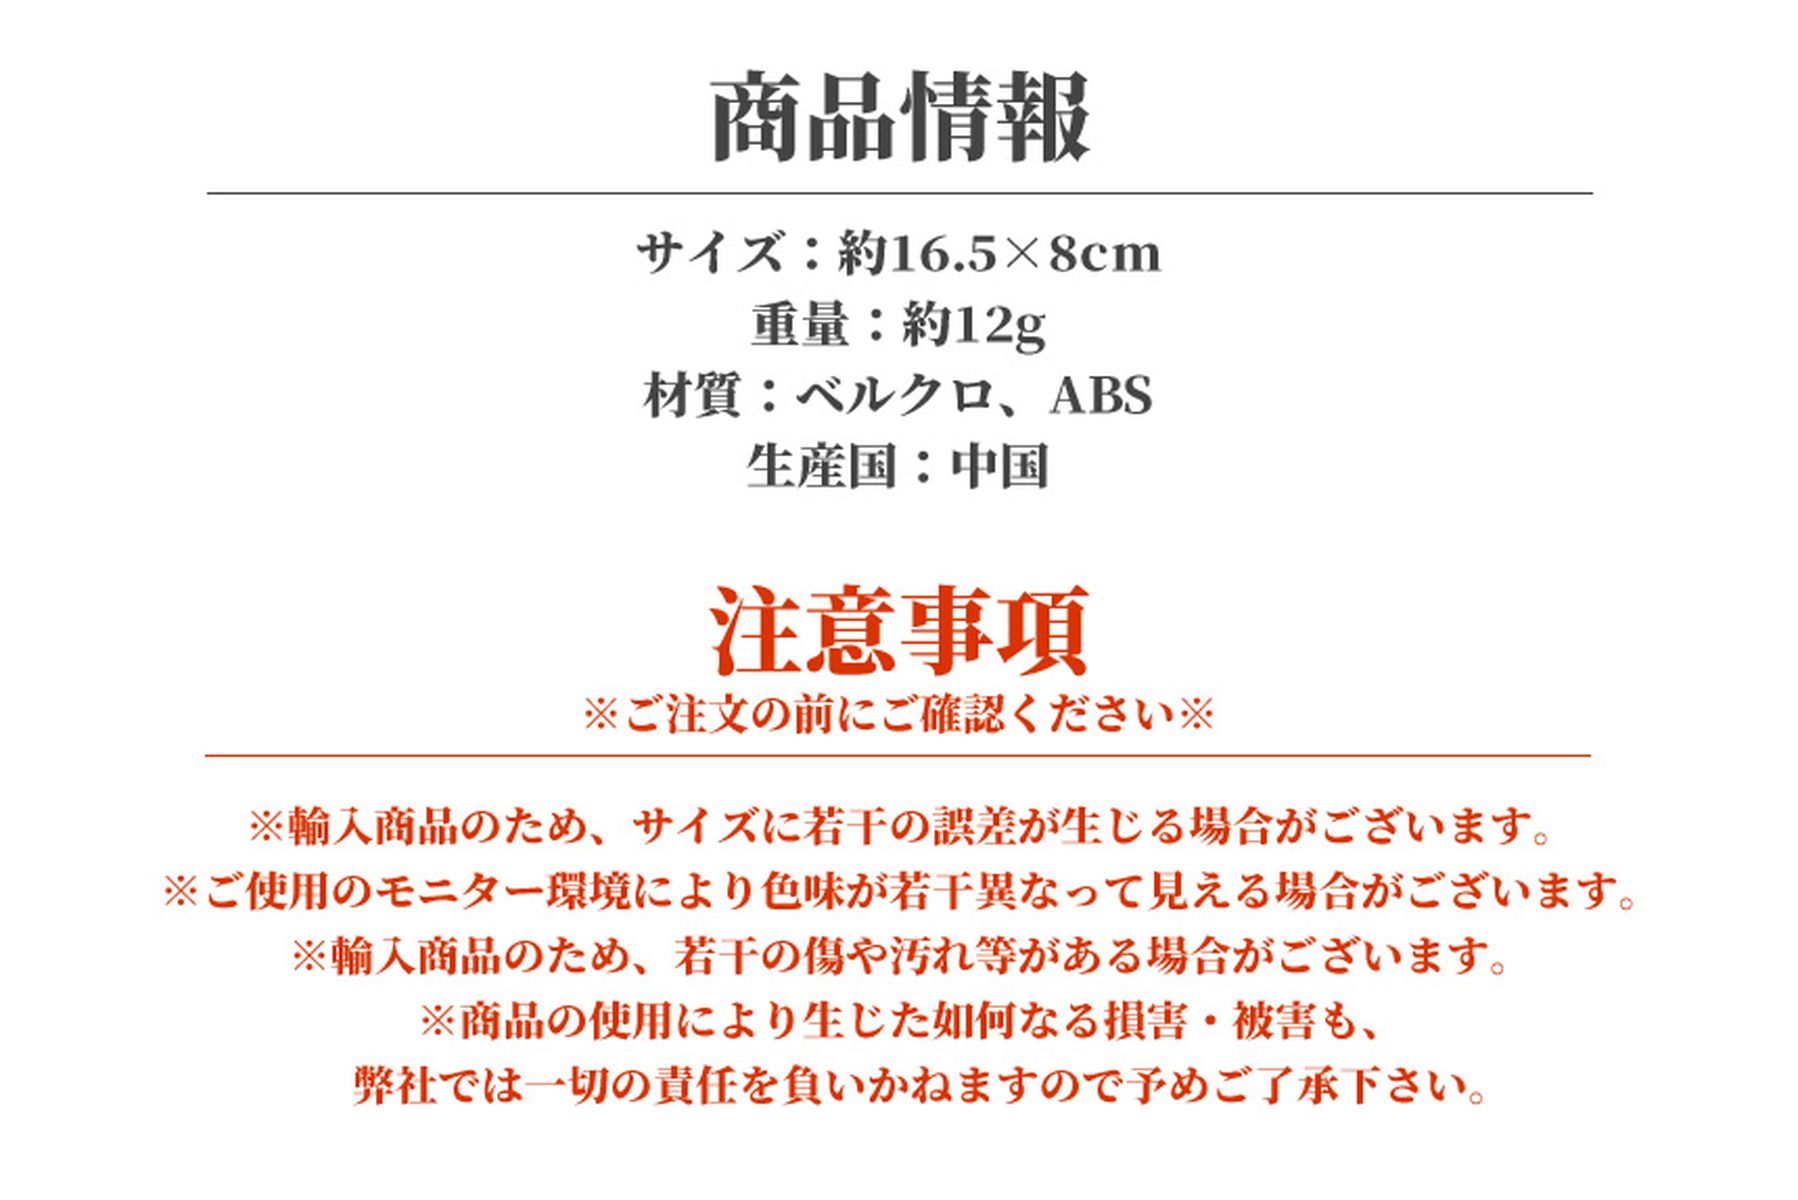 商品情報
サイズ：約16.5×8cm
重量：約12g
材質：ベルクロ、ABS
生産国：中国
注意事項
※ご注文の前にご確認ください※
※輸入商品のため、サイズに若干の誤差が生じる場合がございます。
※ご使用のモニター環境により色味が若干異なって見える場合がございます。
※輸入商品のため、若干の傷や汚れ等がある場合がございます。
※商品の使用により生じた如何なる損害・被害も、
弊社では一切の責任を負いかねますので予めご了承下さい。